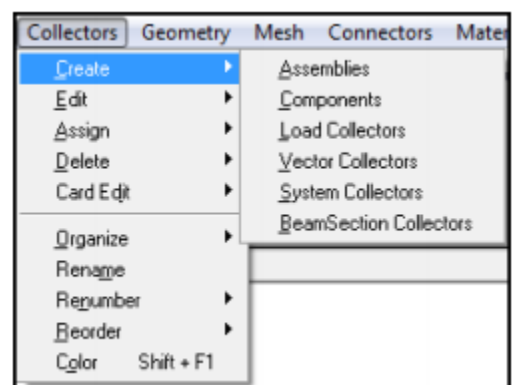 Collectors Geometry Mesh Connectors Mater
Create
Edit
Assign
Delete
Card Edit
Organize
Rename
Renumber
Reorder
Color Shift + F1
Assemblies
Components
Load Collectors
Vector Collectors
System Collectors
BeamSection Collectors